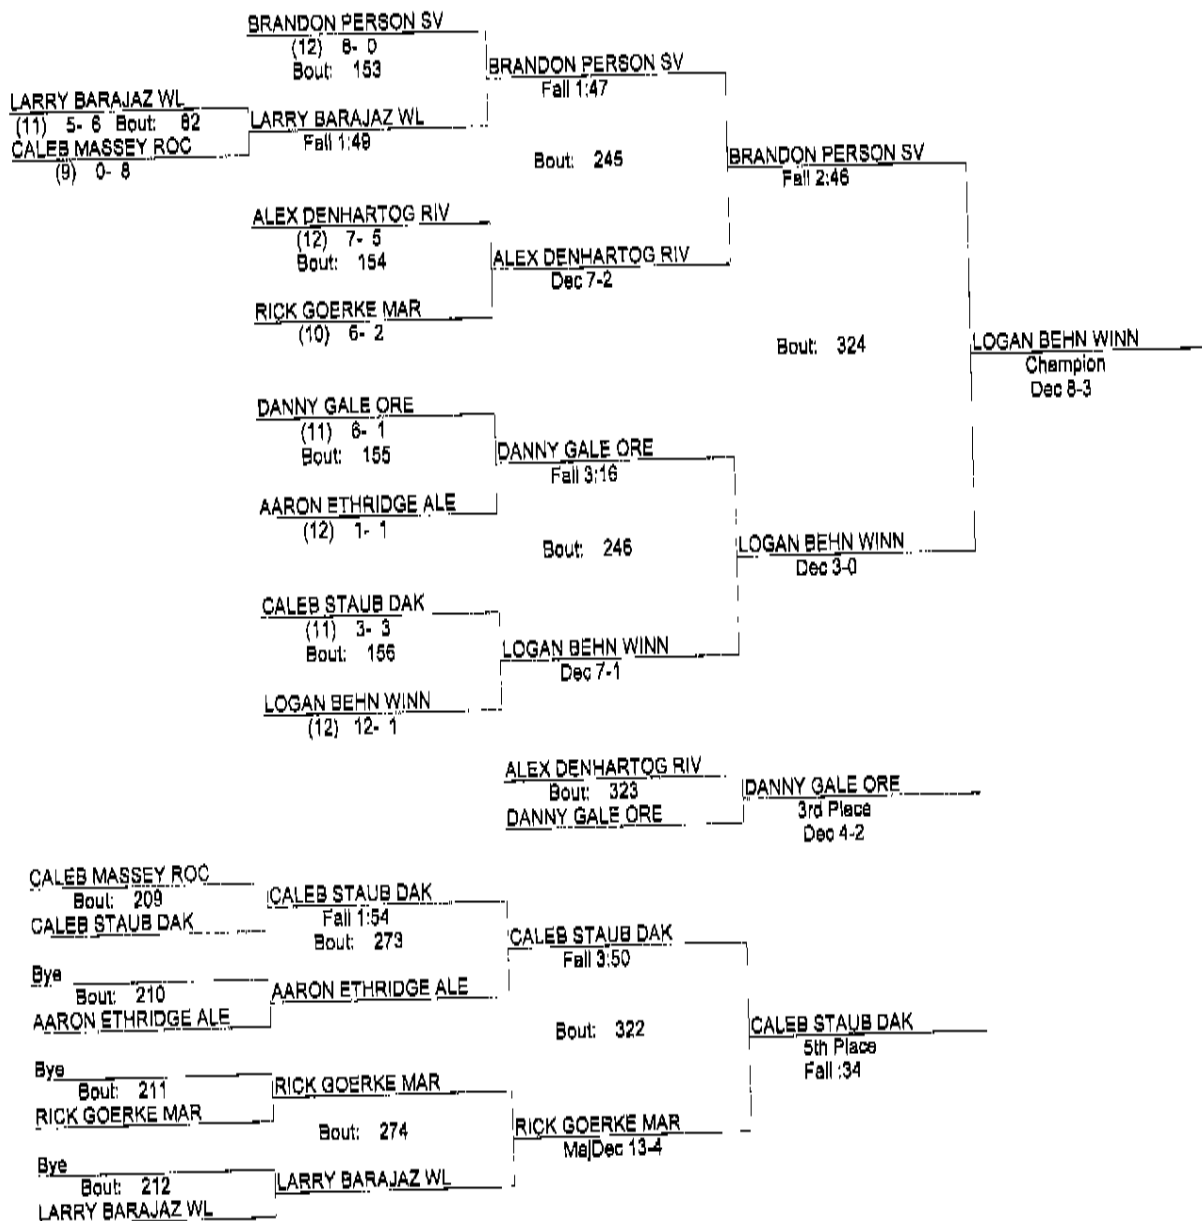 BRANDON PERSON SV
(12) 8- 0
Bout: 153
BRANDON PERSON SV
Fall 1:47
LARRY BARAJAZ WL
(11) 5- 6 Bout: 82
CALEB MASSEY ROC
(9) 0- 8
LARRY BARAJAZ WL
Fall 1:49
Bout: 245
BRANDON PERSON SV
Fall 2:46
ALEX DENHARTOG RIV
(12) 7- 5
Bout: 154
ALEX DENHARTOG RIV
Dec 7-2
RICK GOERKE MAR
(10) 6- 2
Bout: 324
LOGAN BEHN WINN
Champion
Dec 8-3
DANNY GALE ORE
(11) 6- 1
Bout: 155
DANNY GALE ORE
Fall 3:16
AARON ETHRIDGE ALE
(12) 1- 1
Bout: 246
LOGAN BEHN WINN
Dec 3-0
CALEB STAUB DAK
(11) 3- 3
Bout: 156
LOGAN BEHN WINN
Dec 7-1
LOGAN BEHN WINN
(12) 12- 1
ALEX DENHARTOG RIV
Bout: 323
DANNY GALE ORE
DANNY GALE ORE
3rd Place
Dec 4-2
CALEB MASSEY ROC
Bout: 209
CALEB STAUB DAK
CALEB STAUB DAK
Fall 1:54
Bout: 273
CALEB STAUB DAK
Fall 3:50
Bye
Bout: 210
AARON ETHRIDGE ALE
AARON ETHRIDGE ALE
Bout: 322
CALEB STAUB DAK
5th Place
Fall :34
Bye
Bout: 211
RICK GOERKE MAR
RICK GOERKE MAR
Bout: 274
RICK GOERKE MAR
MajDec 13-4
Bye
Bout: 212
LARRY BARAJAZ WL
LARRY BARAJAZ WL